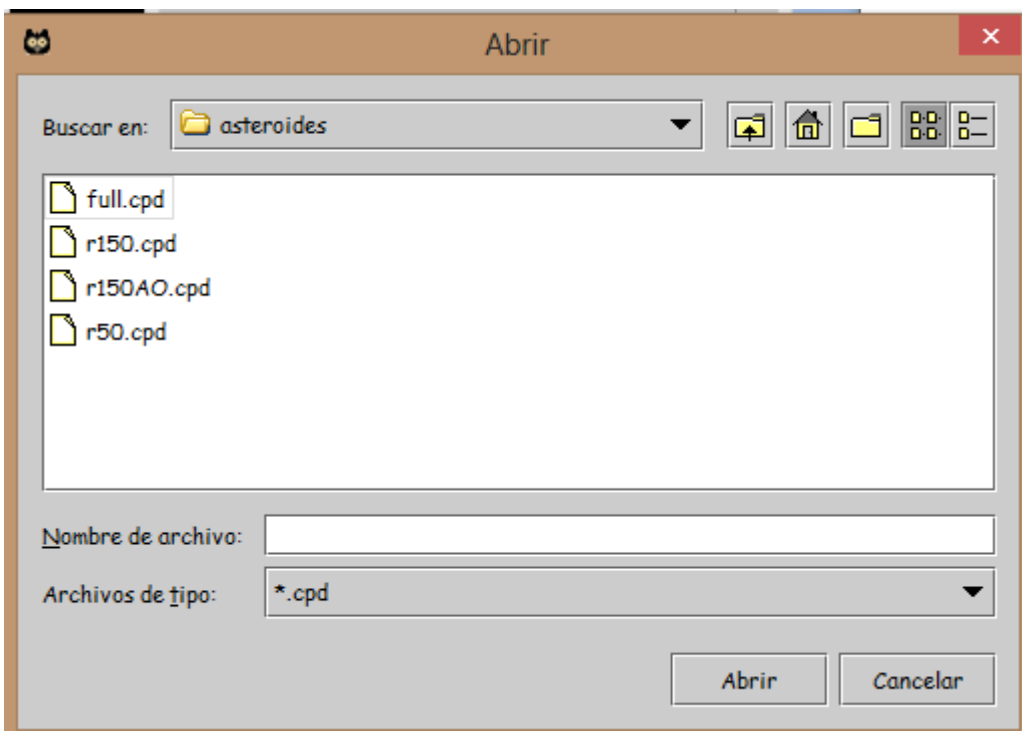 Abrir
Buscar en: asteroides
full.cpd
r150.cpd
r150AO.cpd
r50.cpd
Nombre de archivo:
Archivos de tipo: *.cpd
Abrir Cancelar